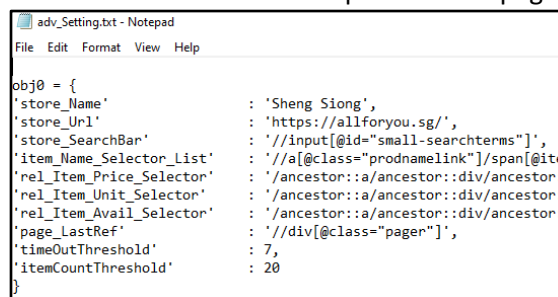 adv_Setting.txt - Notepad
File Edit Format View Help
obj0 = {
'store_Name' : 'Sheng Siong',
'store_Url' : 'https://allforyou.sg/',
'store_SearchBar' : '//input[@id="small-searchterms"]',
'item_Name_Selector_List' : '//a[@class="prodnamelink"]/span[@ite
'rel_Item_Price_Selector' : '/ancestor::a/ancestor::div/ancestor
'rel_Item_Unit_Selector' : '/ancestor::a/ancestor::div/ancestor
'rel_Item_Avail_Selector' : '/ancestor::a/ancestor::div/ancestor
'page_LastRef' : '//div[@class="pager"]',
'timeOutThreshold' : 7,
'itemCountThreshold' : 20
}